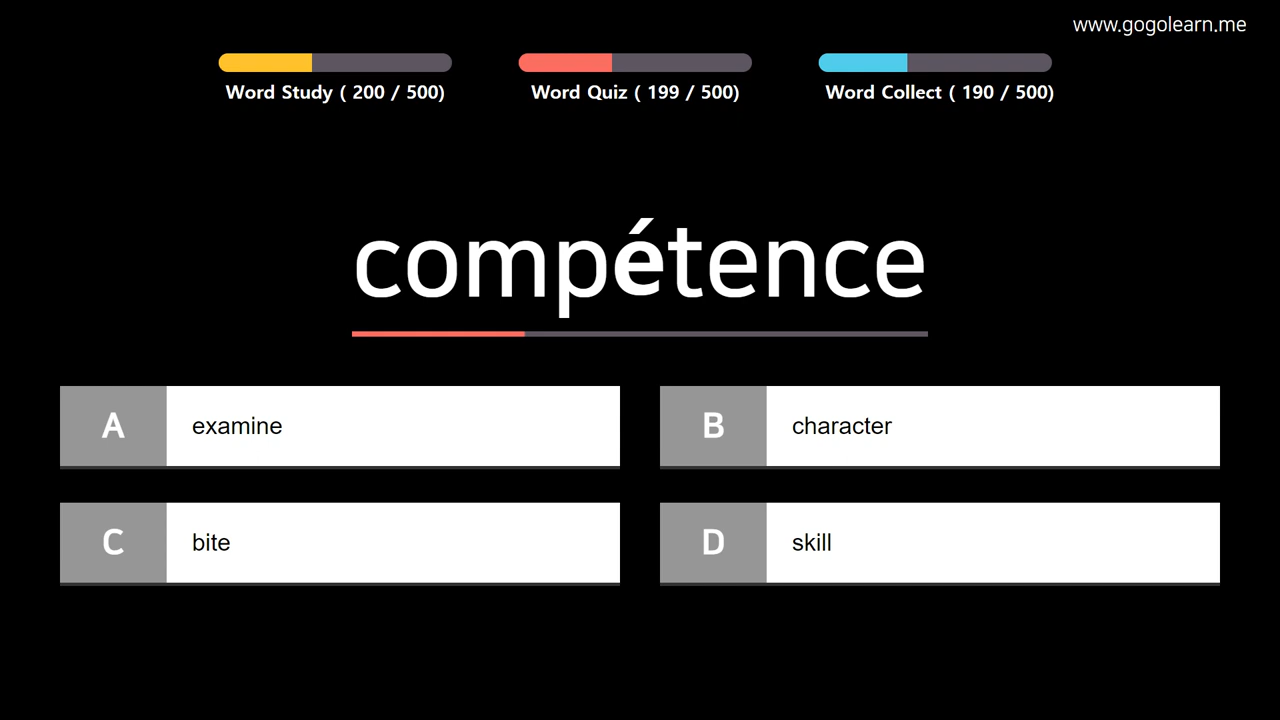 www.gogolearn.me
Word Study ( 200 / 500)
Word Quiz ( 199 / 500)
Word Collect ( 190 / 500)
compétence
A examine
B character
C bite
D skill